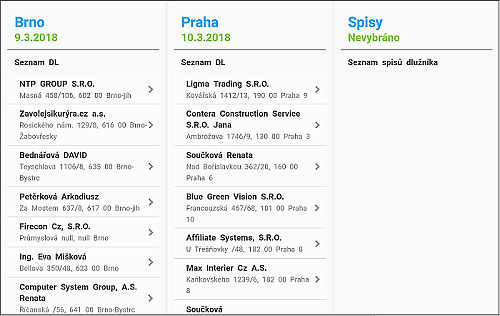 Brno
9.3.2018
Seznam DL
NTP GROUP S.R.O.
Masná 458/106, 602 00 Brno-jih
Zavolejsikurýra.cz a.s.
Rosického nám. 129/8, 616 00 Brno-
Žabovřesky
Bednářová DAVID
Teyschlova 1106/8, 635 00 Brno-
Bystrc
Petěrková Arkadiusz
Za Mostem 637/8, 617 00 Brno-jih
Firecon Cz, S.R.O.
Průmyslová null, null Brno
Ing. Eva Mišková
Bellova 350/48, 623 00 Brno
Computer System Group, A.S.
Renata
Říčanská /56, 641 00 Brno-Bystrc
Praha
10.3.2018
Seznam DL
Ligma Trading S.R.O.
Kovářská 1412/13, 190 00 Praha 9
Contera Construction Service
S.R.O. Jana
Ambrožova 1746/9, 130 00 Praha 3
Součková Renata
Nad Bořislavkou 362/20, 160 00
Praha 6
Blue Green Vision S.R.O.
Francouzská 467/68, 101 00 Praha
10
Affiliate Systems, S.R.O.
U Třešňovky /48, 182 00 Praha 8
Max Interier Cz A.S.
Kaňkovského 1239/6, 182 00 Praha
8
Součková
Spisy
Nevybráno
Seznam spisů dlužníka